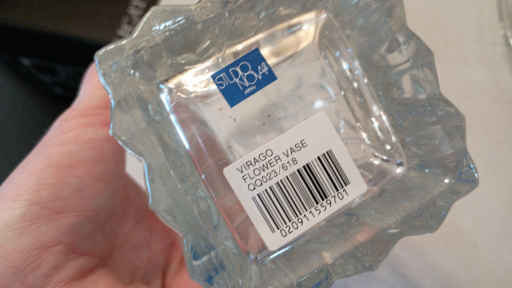 STUDIO
NOVA
VIRAGO
FLOWER VASE
QQ023/618
020911559701